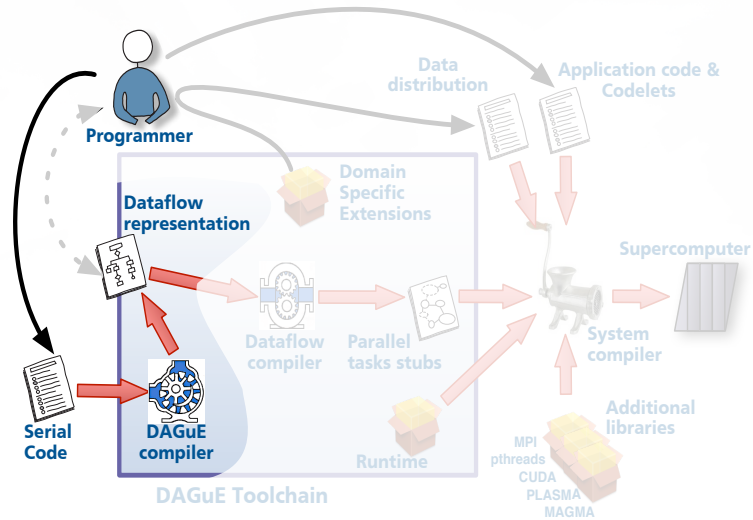 Programmer
Data
distribution
Application code &
Codelets
Domain
Specific
Extensions
Dataflow
representation
Supercomputer
Dataflow
compiler
Parallel
tasks stubs
System
compiler
Serial
Code
DAGuE
compiler
Runtime
Additional
libraries
MPI
pthreads
CUDA
PLASMA
MAGMA
DAGuE Toolchain